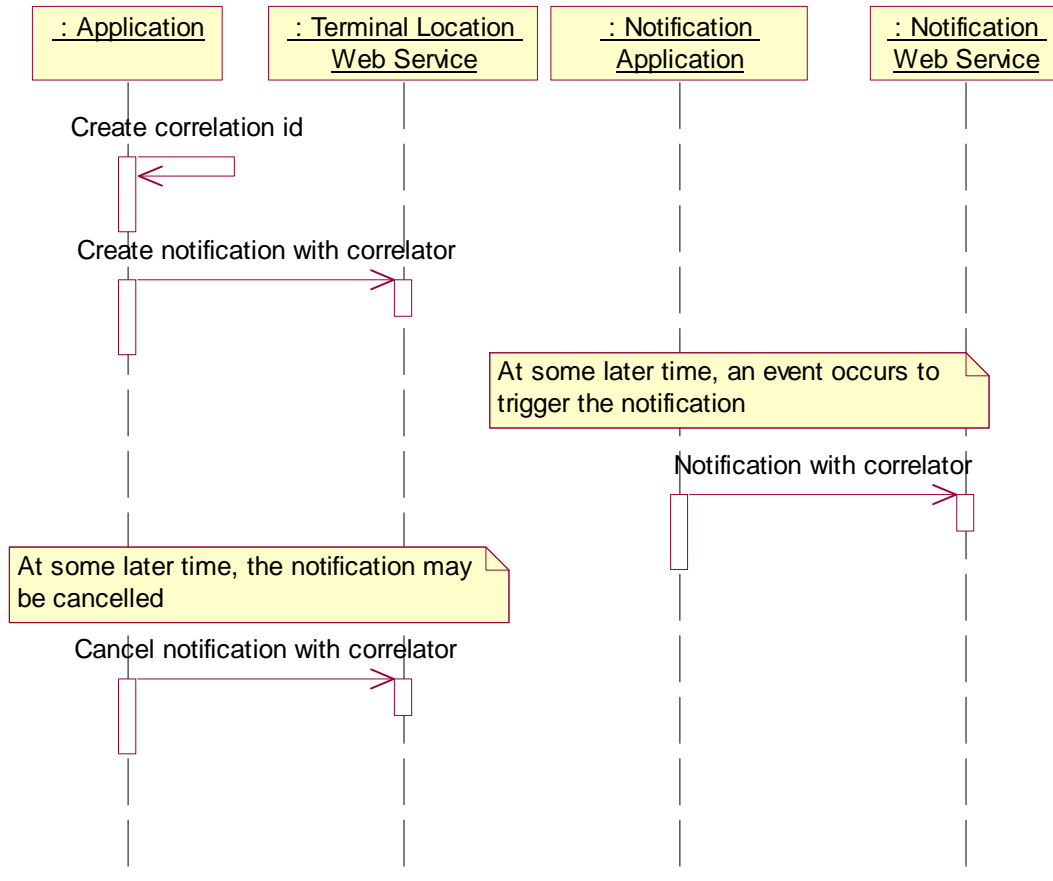 : Application
: Terminal Location
Web Service
: Notification
Application
: Notification
Web Service
Create correlation id
Create notification with correlator
At some later time, an event occurs to
trigger the notification
Notification with correlator
At some later time, the notification may
be cancelled
Cancel notification with correlator